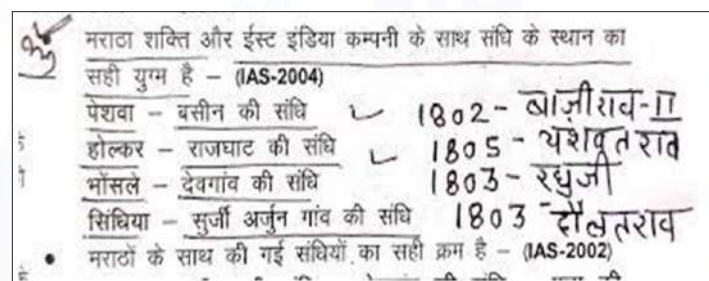 मराठा शक्ति और ईस्ट इंडिया कम्पनी के साथ संधि के स्थान का
सही युग्म है – (IAS-2004)
पेशवा – बसीन की संधि 1802- बाज़ीराव-II
होल्कर – राजघाट की संधि 1805 - यशवंतराव
भोंसले – देवगांव की संधि 1803- रघुजी
सिंधिया – सुर्जी अर्जुन गांव की संधि 1803 - दौलतराव
• मराठों के साथ की गई संधियों का सही क्रम है – (IAS-2002)